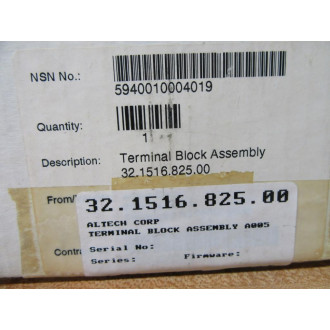 NSN No.:
5940010004019
Quantity:
1
Description: Terminal Block Assembly
32.1516.825.00
From/
32.1516.825.00
ALTECH CORP
TERMINAL BLOCK ASSEMBLY A005
Contra
Serial No:
Series: Firmware: